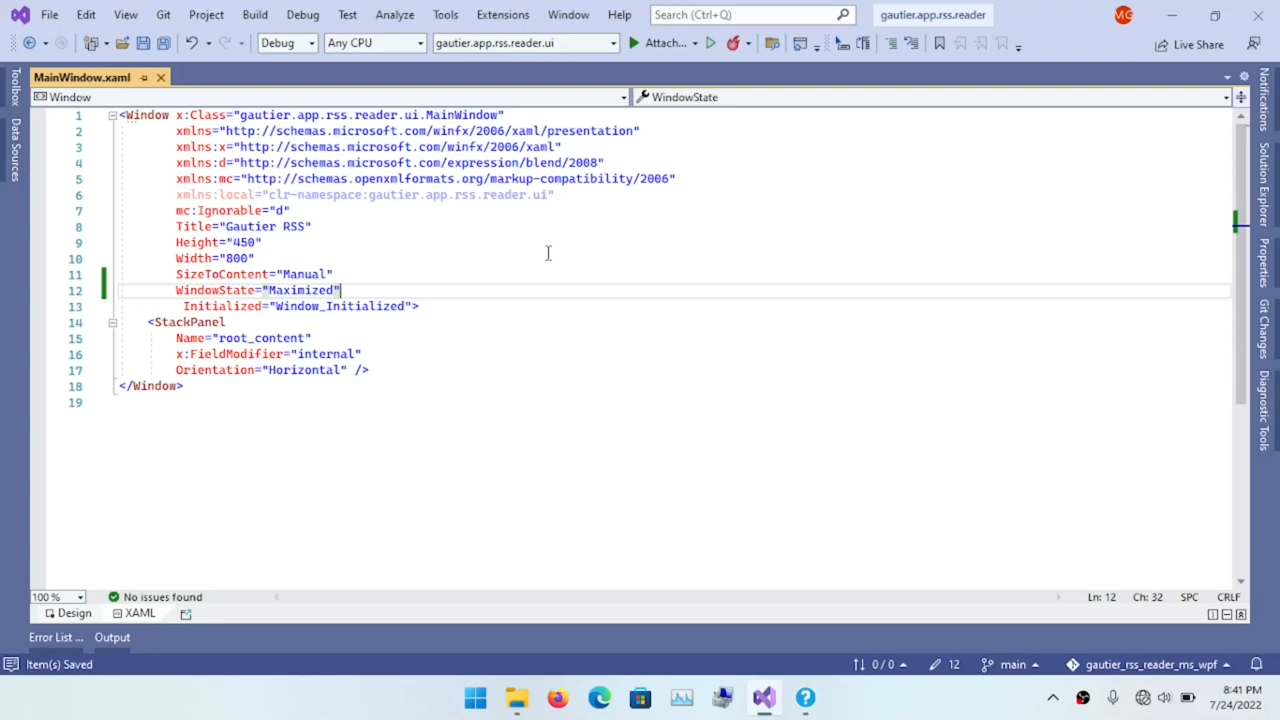 File Edit View Git Project Build Debug Test Analyze Tools Extensions Window Help Search (Ctrl+Q) gautier.app.rss.reader MG
Debug Any CPU gautier.app.rss.reader.ui Attach... Live Share
MainWindow.xaml
Window WindowState
1 <Window x:Class="gautier.app.rss.reader.ui.MainWindow"
2 xmlns="http://schemas.microsoft.com/winfx/2006/xaml/presentation"
3 xmlns:x="http://schemas.microsoft.com/winfx/2006/xaml"
4 xmlns:d="http://schemas.microsoft.com/expression/blend/2008"
5 xmlns:mc="http://schemas.openxmlformats.org/markup-compatibility/2006"
6 xmlns:local="clr-namespace:gautier.app.rss.reader.ui"
7 mc:Ignorable="d"
8 Title="Gautier RSS"
9 Height="450"
10 Width="800"
11 SizeToContent="Manual"
12 WindowState="Maximized"
13 Initialized="Window_Initialized">
14 <StackPanel
15 Name="root_content"
16 x:FieldModifier="internal"
17 Orientation="Horizontal" />
18 </Window>
19
Toolbox
Data Sources
Notifications
Solution Explorer
Properties
Git Changes
Diagnostic Tools
100 % No issues found Ln: 12 Ch: 32 SPC CRLF
Design XAML
Error List ... Output
Item(s) Saved 0 / 0 12 main gautier_rss_reader_ms_wpf
8:41 PM
7/24/2022